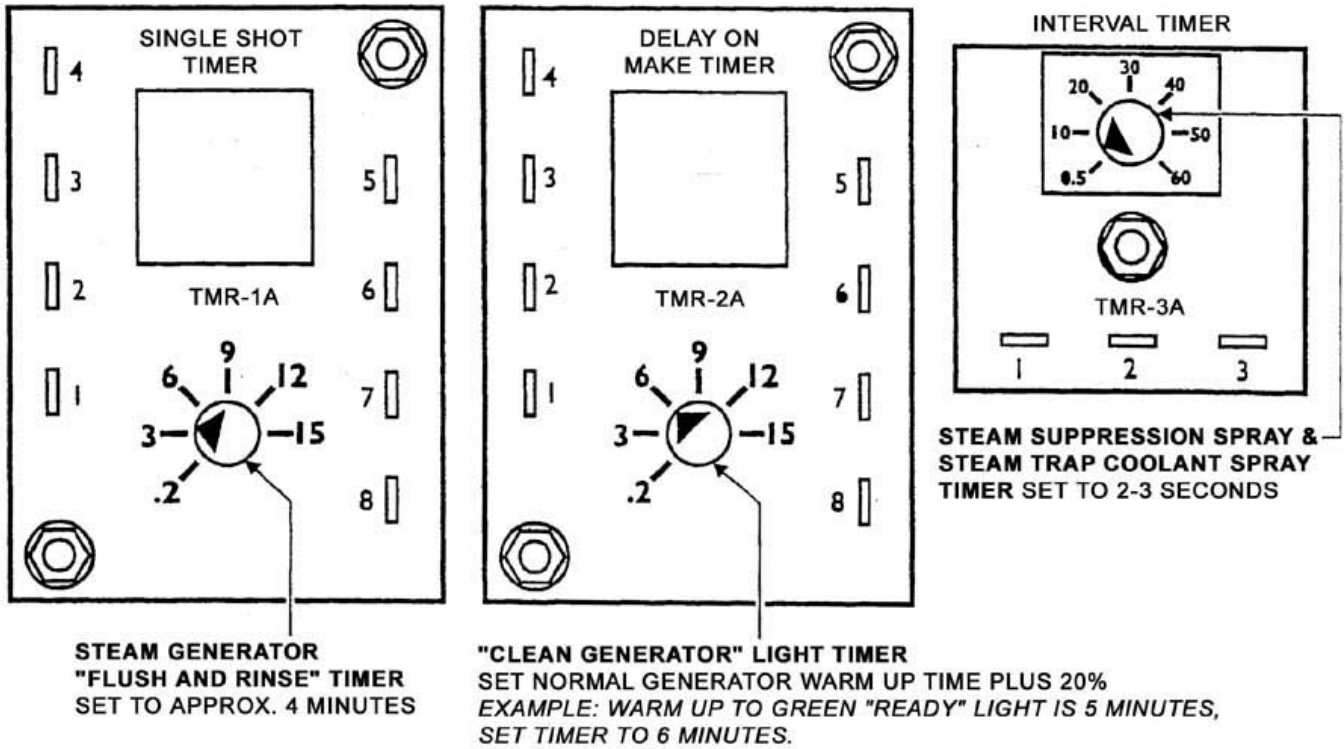 SINGLE SHOT
TIMER
4
3
2
1
5
6
7
8
TMR-1A
9
6
12
3
15
.2
STEAM GENERATOR
"FLUSH AND RINSE" TIMER
SET TO APPROX. 4 MINUTES
DELAY ON
MAKE TIMER
4
3
2
1
5
6
7
8
TMR-2A
9
6
12
3
15
.2
"CLEAN GENERATOR" LIGHT TIMER
SET NORMAL GENERATOR WARM UP TIME PLUS 20%
EXAMPLE: WARM UP TO GREEN "READY" LIGHT IS 5 MINUTES,
SET TIMER TO 6 MINUTES.
INTERVAL TIMER
30
20
40
10
50
0.5
60
TMR-3A
1 2 3
STEAM SUPPRESSION SPRAY &
STEAM TRAP COOLANT SPRAY
TIMER SET TO 2-3 SECONDS